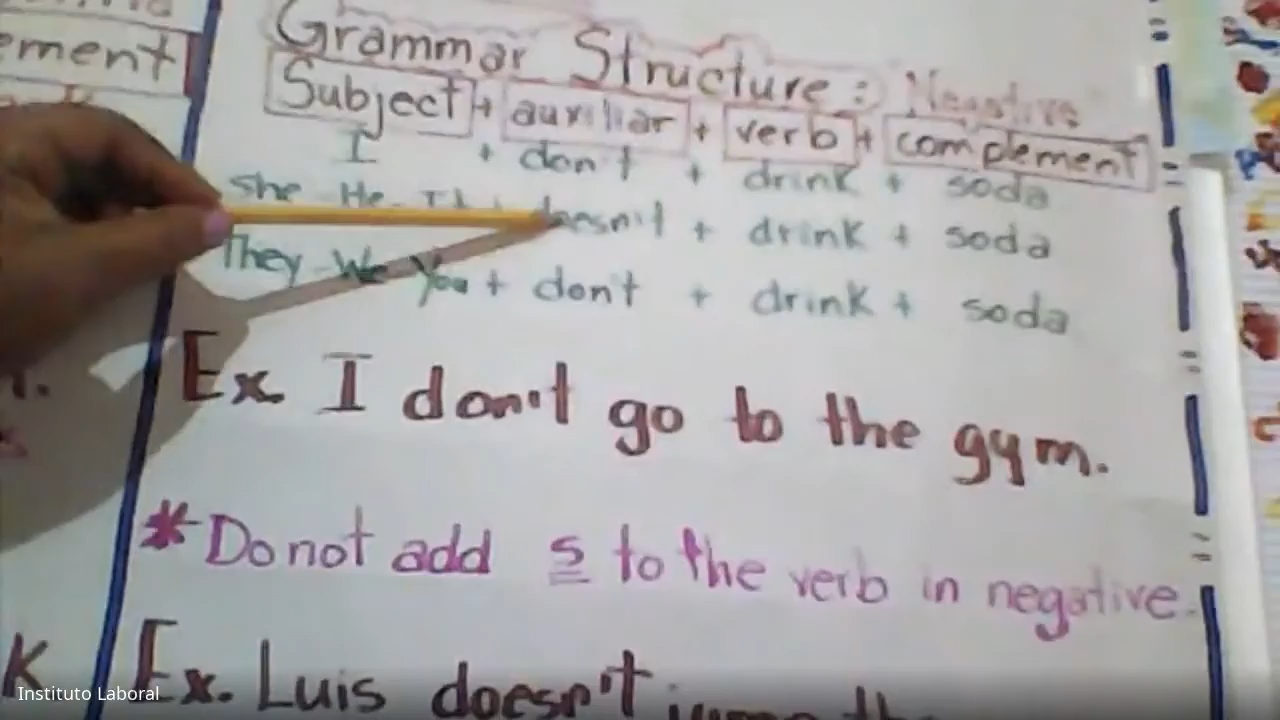 ement
Grammar Structure: Negative
Subject + auxiliar + verb + complement
I + don't + drink + soda
She - He - It + doesn't + drink + soda
They - We You + don't + drink + soda
Ex. I don't go to the gym.
* Do not add s to the verb in negative.
K
Ex. Luis doesn't the
Instituto Laboral